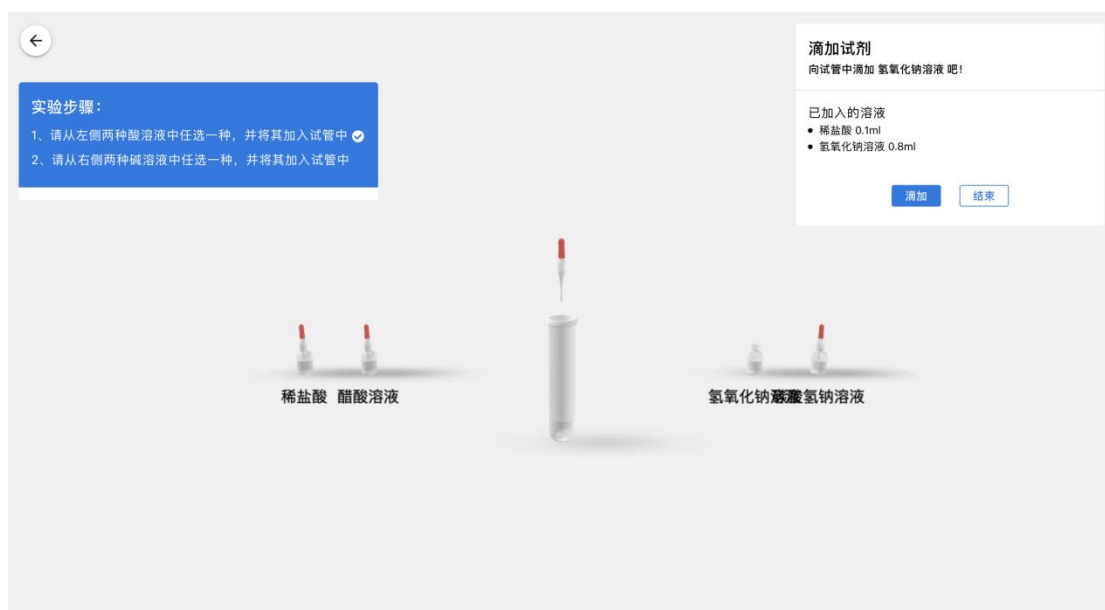 实验步骤：
1、请从左侧两种酸溶液中任选一种，并将其加入试管中
2、请从右侧两种碱溶液中任选一种，并将其加入试管中
滴加试剂
向试管中滴加 氢氧化钠溶液 吧！
已加入的溶液
稀盐酸 0.1ml
氢氧化钠溶液 0.8ml
滴加 结束
稀盐酸 醋酸溶液
氢氧化钠 氢钠溶液